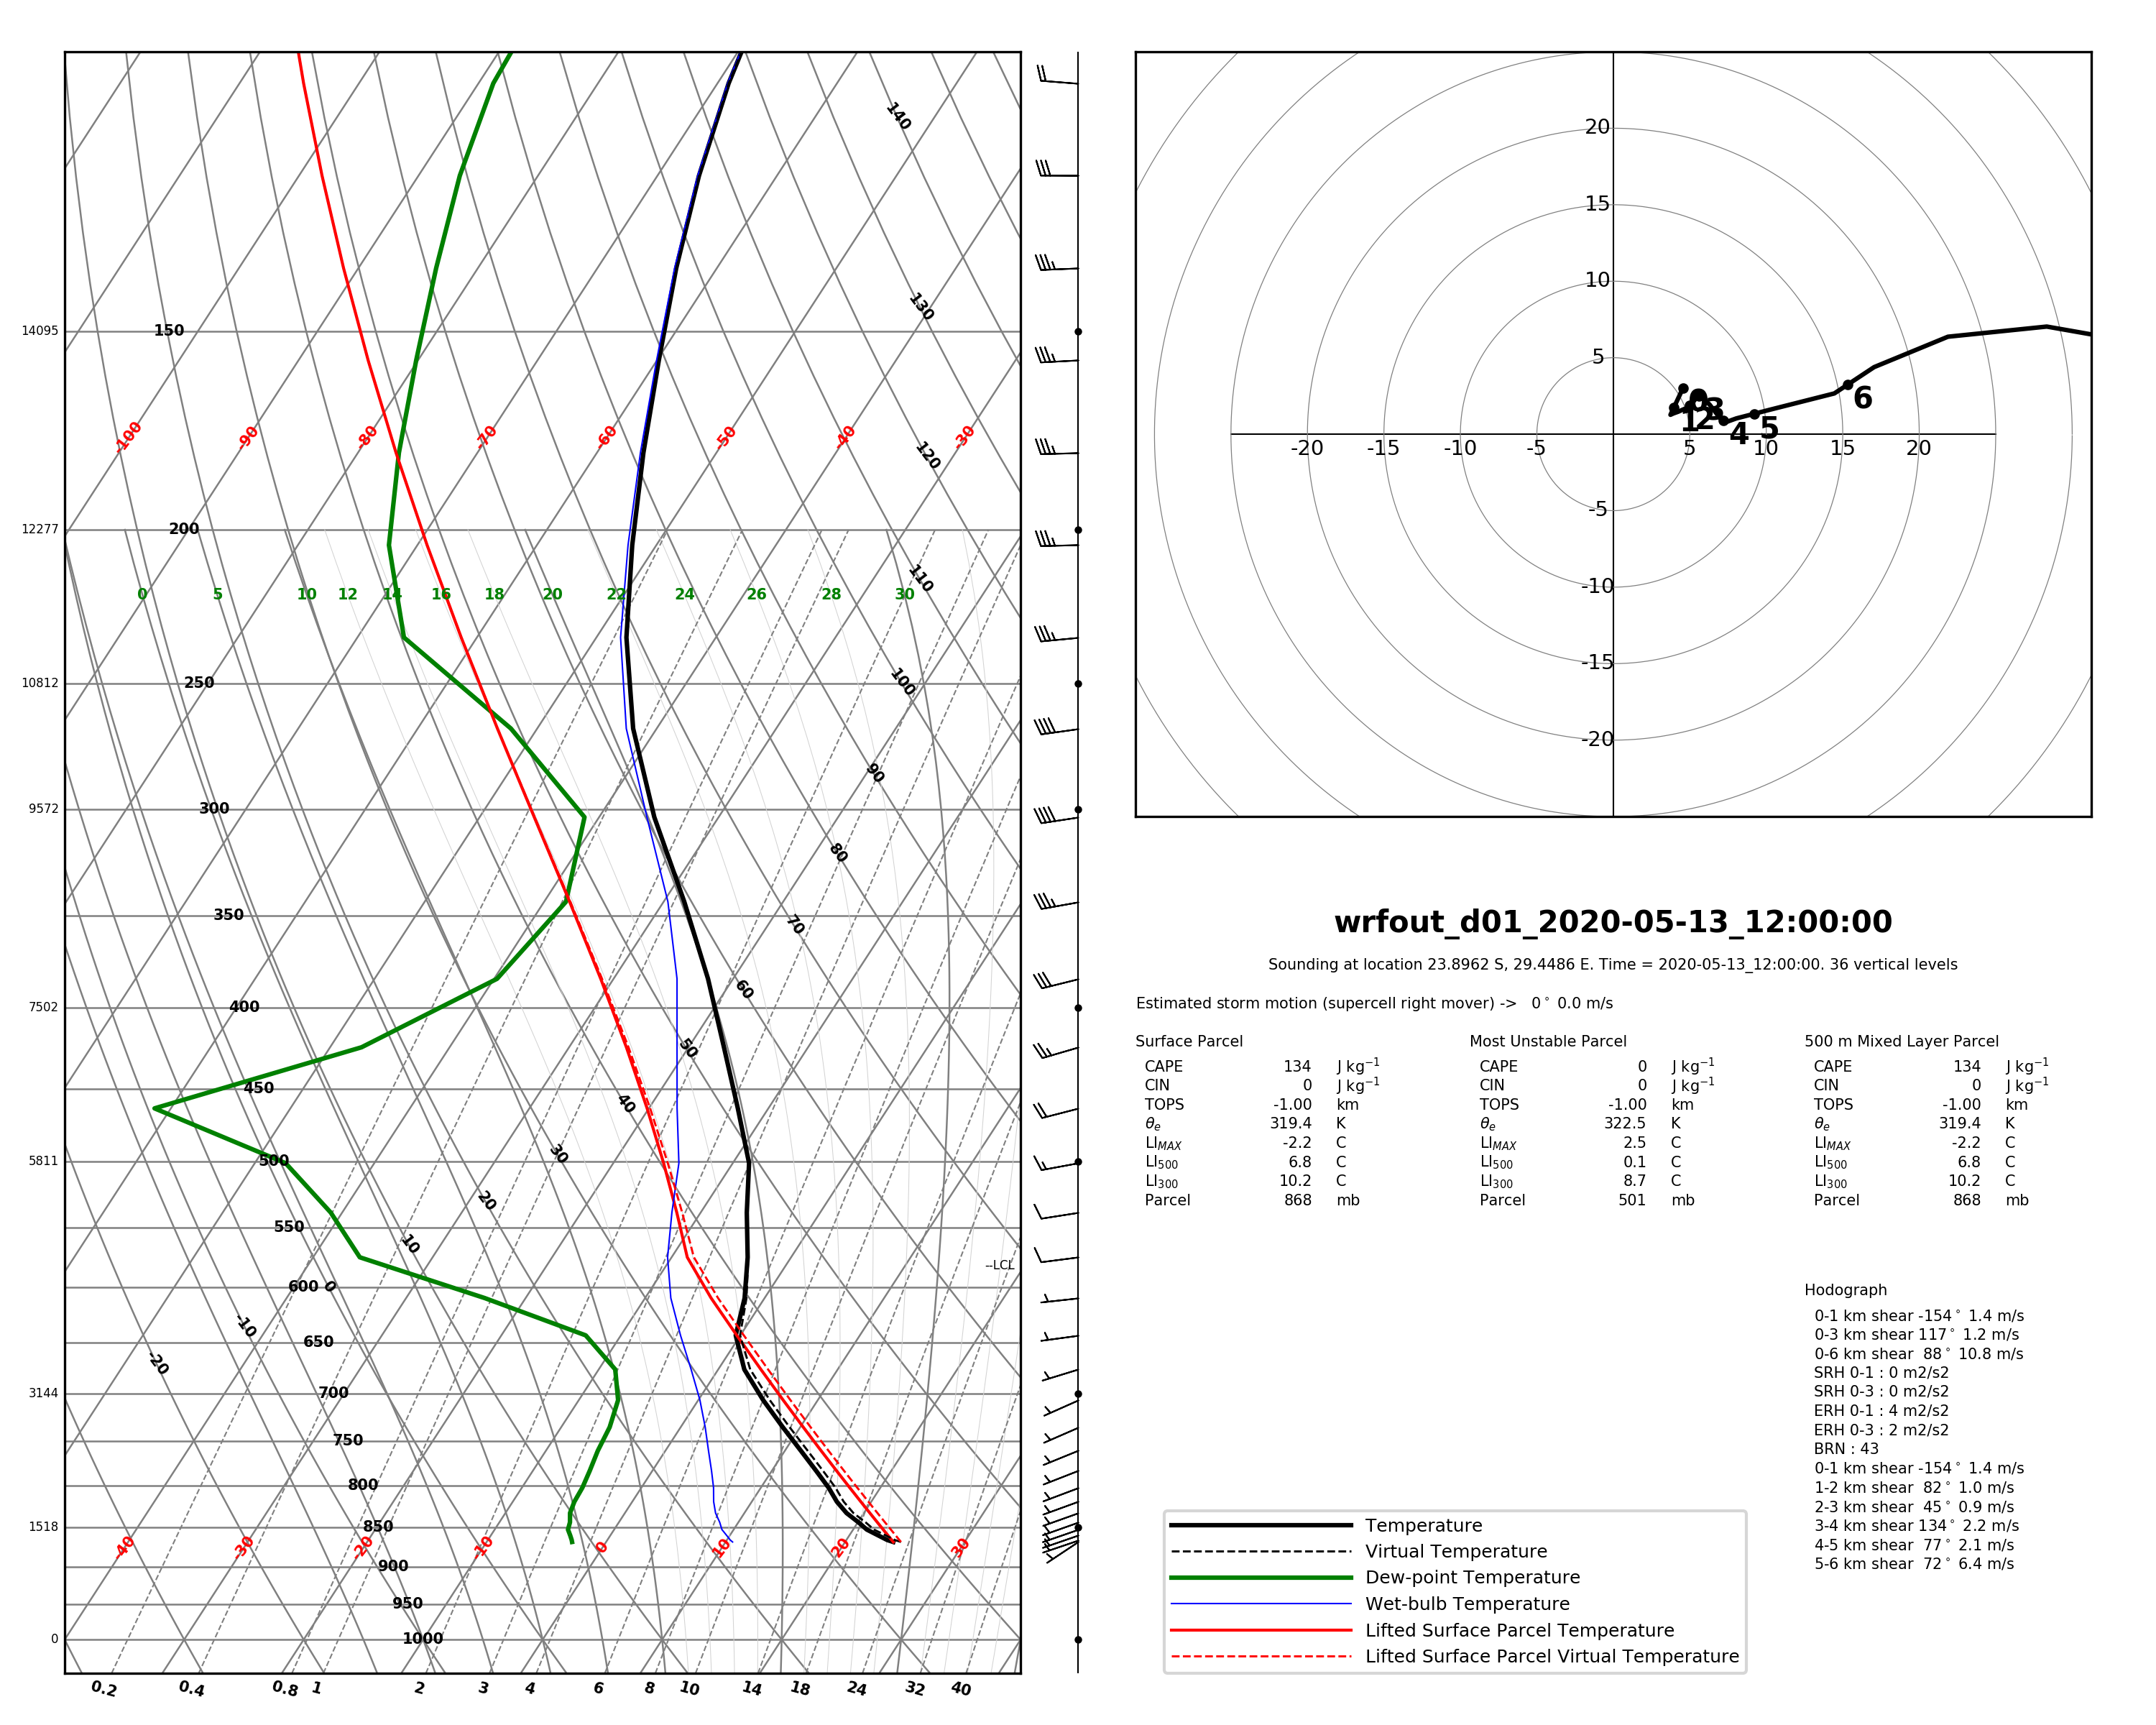 140
130
14095 150
-100 -90 -80 -70 -60 -50 -40 -30
120
12277 200
110
0 5 10 12 14 16 18 20 22 24 26 28 30
10812 250
100
90
9572 300
80
350
70
60
7502 400
50
450
40
5811 500
30
20
550
10
--LCL
600 0
-10
650
-20
3144 700
750
800
1518 850
-40 -30 -20 -10 0 10 20 30
900
950
0 1000
0.2 0.4 0.8 1 2 3 4 6 8 10 14 18 24 32 40
20
15
10
5
6
0 3
1 2 4 5
-20 -15 -10 -5 5 10 15 20
-5
-10
-15
-20
wrfout_d01_2020-05-13_12:00:00
Sounding at location 23.8962 S, 29.4486 E. Time = 2020-05-13_12:00:00. 36 vertical levels
Estimated storm motion (supercell right mover) -> 0° 0.0 m/s
Surface Parcel
CAPE 134 J kg⁻¹
CIN 0 J kg⁻¹
TOPS -1.00 km
θₑ 319.4 K
LI_MAX -2.2 C
LI₅₀₀ 6.8 C
LI₃₀₀ 10.2 C
Parcel 868 mb
Most Unstable Parcel
CAPE 0 J kg⁻¹
CIN 0 J kg⁻¹
TOPS -1.00 km
θₑ 322.5 K
LI_MAX 2.5 C
LI₅₀₀ 0.1 C
LI₃₀₀ 8.7 C
Parcel 501 mb
500 m Mixed Layer Parcel
CAPE 134 J kg⁻¹
CIN 0 J kg⁻¹
TOPS -1.00 km
θₑ 319.4 K
LI_MAX -2.2 C
LI₅₀₀ 6.8 C
LI₃₀₀ 10.2 C
Parcel 868 mb
Hodograph
0-1 km shear -154° 1.4 m/s
0-3 km shear 117° 1.2 m/s
0-6 km shear 88° 10.8 m/s
SRH 0-1 : 0 m2/s2
SRH 0-3 : 0 m2/s2
ERH 0-1 : 4 m2/s2
ERH 0-3 : 2 m2/s2
BRN : 43
0-1 km shear -154° 1.4 m/s
1-2 km shear 82° 1.0 m/s
2-3 km shear 45° 0.9 m/s
3-4 km shear 134° 2.2 m/s
4-5 km shear 77° 2.1 m/s
5-6 km shear 72° 6.4 m/s
Temperature
Virtual Temperature
Dew-point Temperature
Wet-bulb Temperature
Lifted Surface Parcel Temperature
Lifted Surface Parcel Virtual Temperature